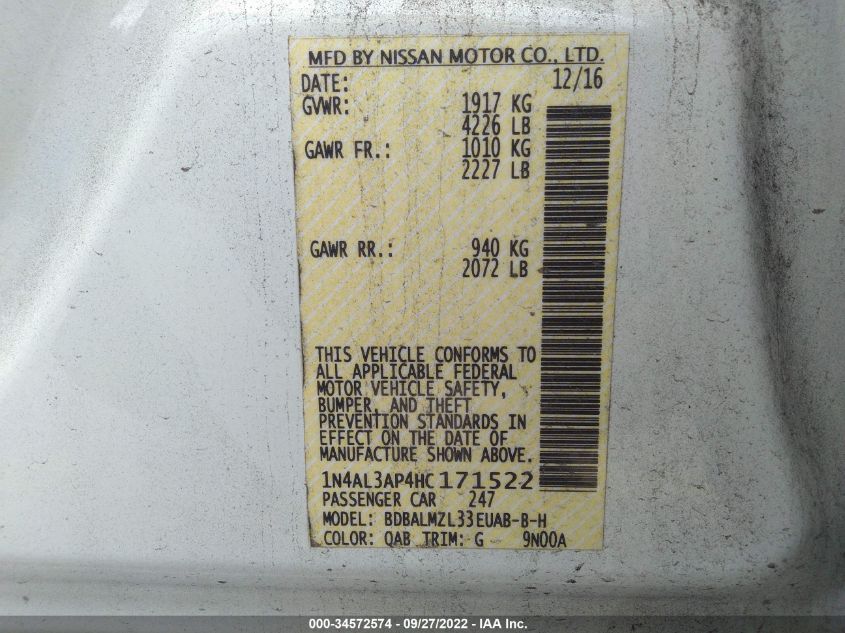 MFD BY NISSAN MOTOR CO., LTD.
DATE: 12/16
GVWR: 1917 KG
4226 LB
GAWR FR.: 1010 KG
2227 LB
GAWR RR.: 940 KG
2072 LB
THIS VEHICLE CONFORMS TO
ALL APPLICABLE FEDERAL
MOTOR VEHICLE SAFETY,
BUMPER, AND THEFT
PREVENTION STANDARDS IN
EFFECT ON THE DATE OF
MANUFACTURE SHOWN ABOVE.
1N4AL3AP4HC171522
PASSENGER CAR 247
MODEL: BDBALMZL33EUAB-B-H
COLOR: QAB TRIM: G 9N00A
000-34572574 - 09/27/2022 - IAA Inc.